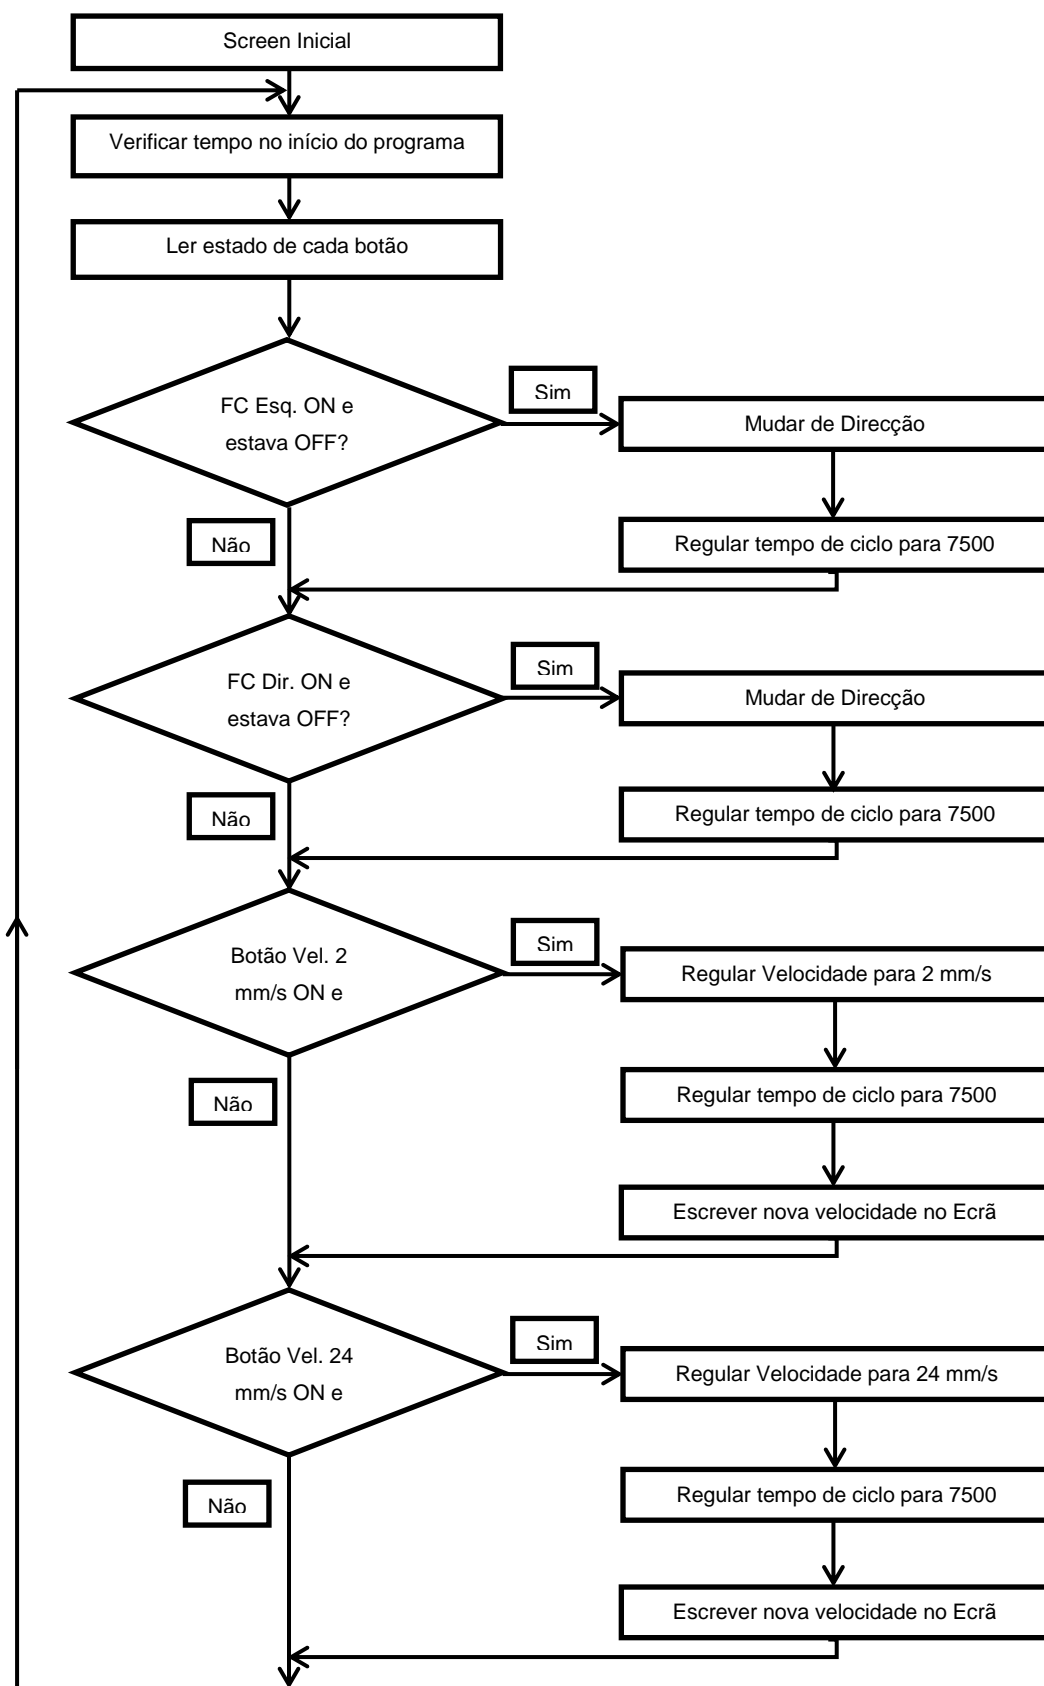 Screen Inicial
Verificar tempo no início do programa
Ler estado de cada botão
FC Esq. ON e
estava OFF?
Sim
Mudar de Direcção
Não
Regular tempo de ciclo para 7500
FC Dir. ON e
estava OFF?
Sim
Mudar de Direcção
Não
Regular tempo de ciclo para 7500
Botão Vel. 2
mm/s ON e
Sim
Regular Velocidade para 2 mm/s
Não
Regular tempo de ciclo para 7500
Escrever nova velocidade no Ecrã
Botão Vel. 24
mm/s ON e
Sim
Regular Velocidade para 24 mm/s
Não
Regular tempo de ciclo para 7500
Escrever nova velocidade no Ecrã